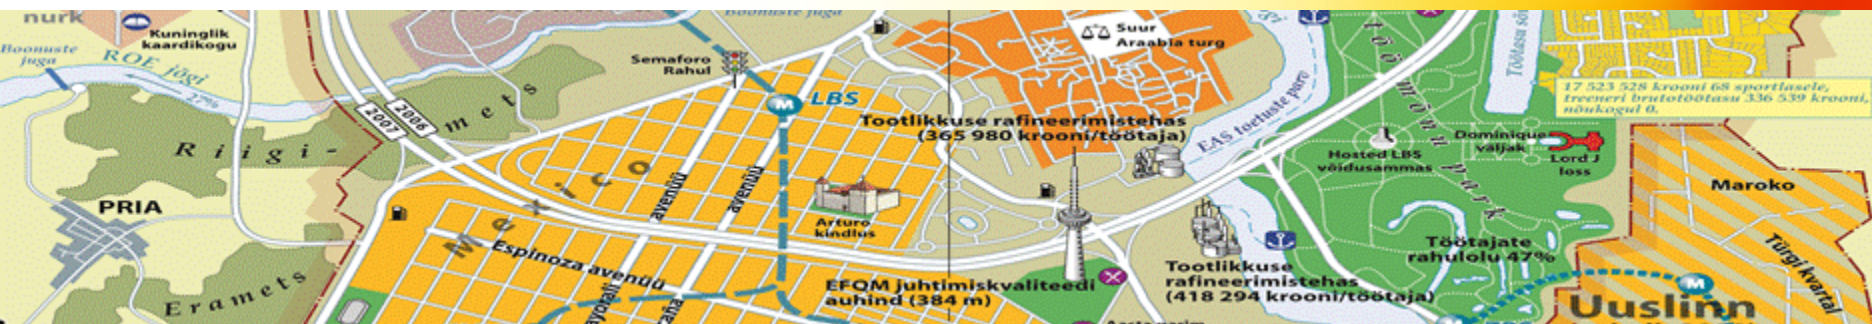 nurk
Kuninglik
kaardikogu
Boonuste
juga
ROE jõgi
27%
Boonuste juga
Semaforo
Rahul
M LBS
Suur
Araabia turg
Tootlikkuse rafineerimistehas
(365 980 krooni/töötaja)
EAS toetuste
Rõõmõnu park
17 523 528 krooni 68 sportlasele,
treeneri brutotöötasu 336 539 krooni,
nõukogul 0.
Dominique
väljak
Lord J
loss
Hosted LBS
võidusammas
2007
2006
Riigi-
mets
Mexico
avenüü
avenüü
Arturo
kindlus
PRIA
Eramets
Espinoza avenüü
EFQM juhtimiskvaliteedi
auhind (384 m)
Tootlikkuse
rafineerimistehas
(418 294 krooni/töötaja)
Töötajate
rahulolu 47%
Maroko
Türgi kvartal
M
Uuslinn